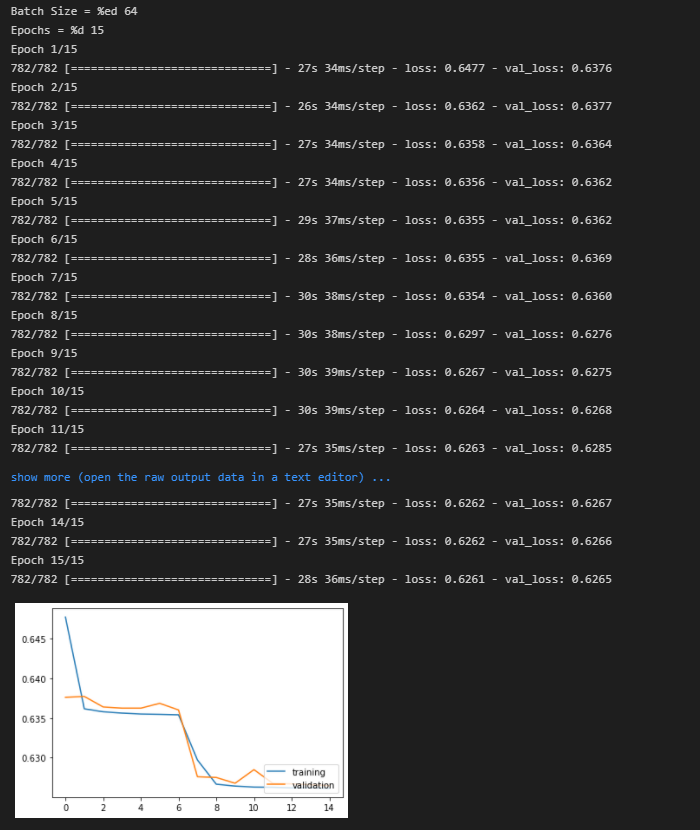 Batch Size = %ed 64
Epochs = %d 15
Epoch 1/15
782/782 [==============================] - 27s 34ms/step - loss: 0.6477 - val_loss: 0.6376
Epoch 2/15
782/782 [==============================] - 26s 34ms/step - loss: 0.6362 - val_loss: 0.6377
Epoch 3/15
782/782 [==============================] - 27s 34ms/step - loss: 0.6358 - val_loss: 0.6364
Epoch 4/15
782/782 [==============================] - 27s 34ms/step - loss: 0.6356 - val_loss: 0.6362
Epoch 5/15
782/782 [==============================] - 29s 37ms/step - loss: 0.6355 - val_loss: 0.6362
Epoch 6/15
782/782 [==============================] - 28s 36ms/step - loss: 0.6355 - val_loss: 0.6369
Epoch 7/15
782/782 [==============================] - 30s 38ms/step - loss: 0.6354 - val_loss: 0.6360
Epoch 8/15
782/782 [==============================] - 30s 38ms/step - loss: 0.6297 - val_loss: 0.6276
Epoch 9/15
782/782 [==============================] - 30s 39ms/step - loss: 0.6267 - val_loss: 0.6275
Epoch 10/15
782/782 [==============================] - 30s 39ms/step - loss: 0.6264 - val_loss: 0.6268
Epoch 11/15
782/782 [==============================] - 27s 35ms/step - loss: 0.6263 - val_loss: 0.6285
show more (open the raw output data in a text editor) ...
782/782 [==============================] - 27s 35ms/step - loss: 0.6262 - val_loss: 0.6267
Epoch 14/15
782/782 [==============================] - 27s 35ms/step - loss: 0.6262 - val_loss: 0.6266
Epoch 15/15
782/782 [==============================] - 28s 36ms/step - loss: 0.6261 - val_loss: 0.6265
0.645
0.640
0.635
0.630
training
validation
0 2 4 6 8 10 12 14